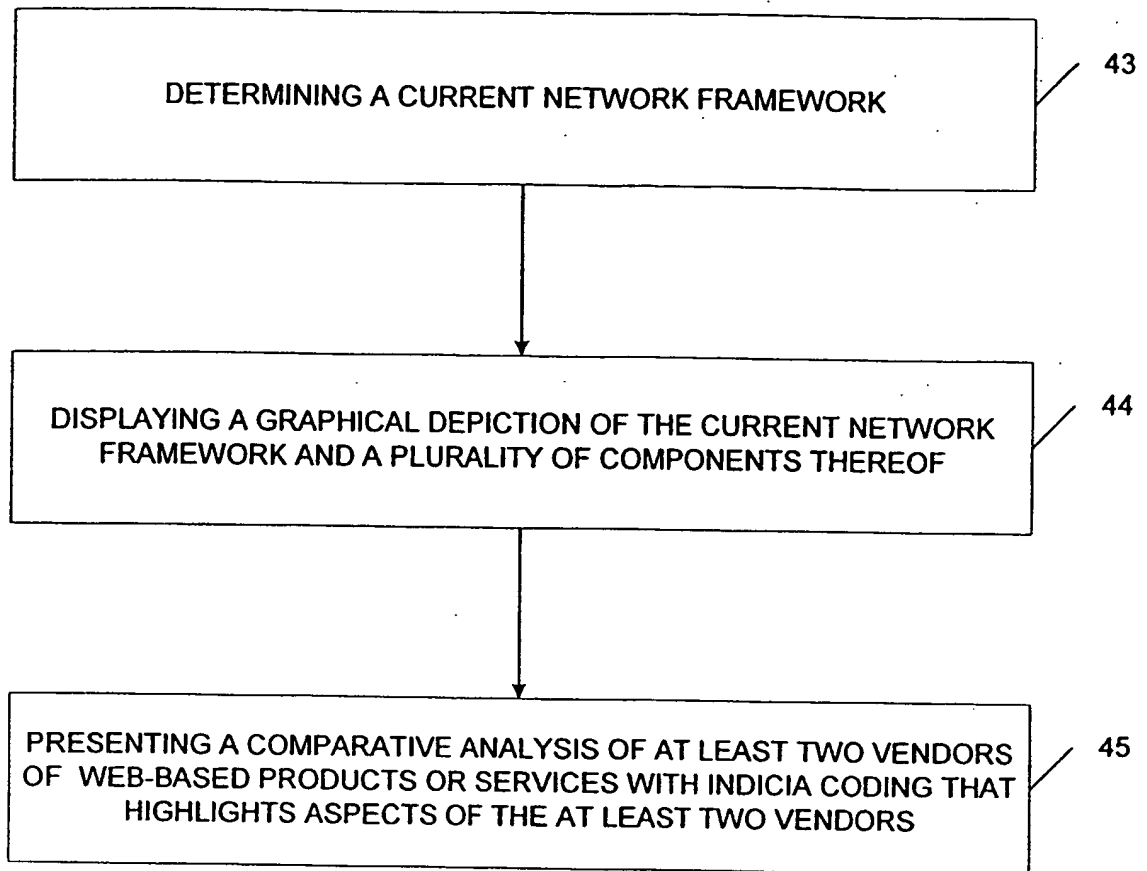 DETERMINING A CURRENT NETWORK FRAMEWORK
43
DISPLAYING A GRAPHICAL DEPICTION OF THE CURRENT NETWORK
FRAMEWORK AND A PLURALITY OF COMPONENTS THEREOF
44
PRESENTING A COMPARATIVE ANALYSIS OF AT LEAST TWO VENDORS
OF WEB-BASED PRODUCTS OR SERVICES WITH INDICIA CODING THAT
HIGHLIGHTS ASPECTS OF THE AT LEAST TWO VENDORS
45